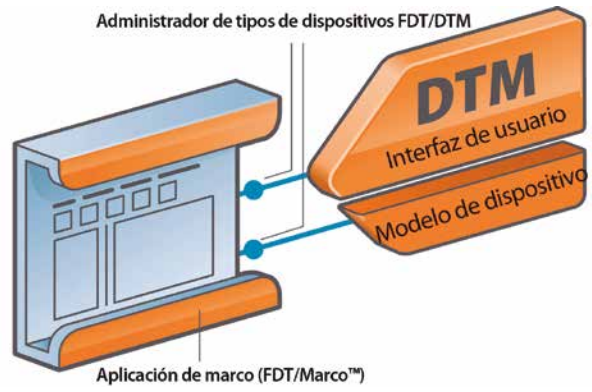 Administrador de tipos de dispositivos FDT/DTM
DTM
Interfaz de usuario
Modelo de dispositivo
Aplicación de marco (FDT/Marco™)